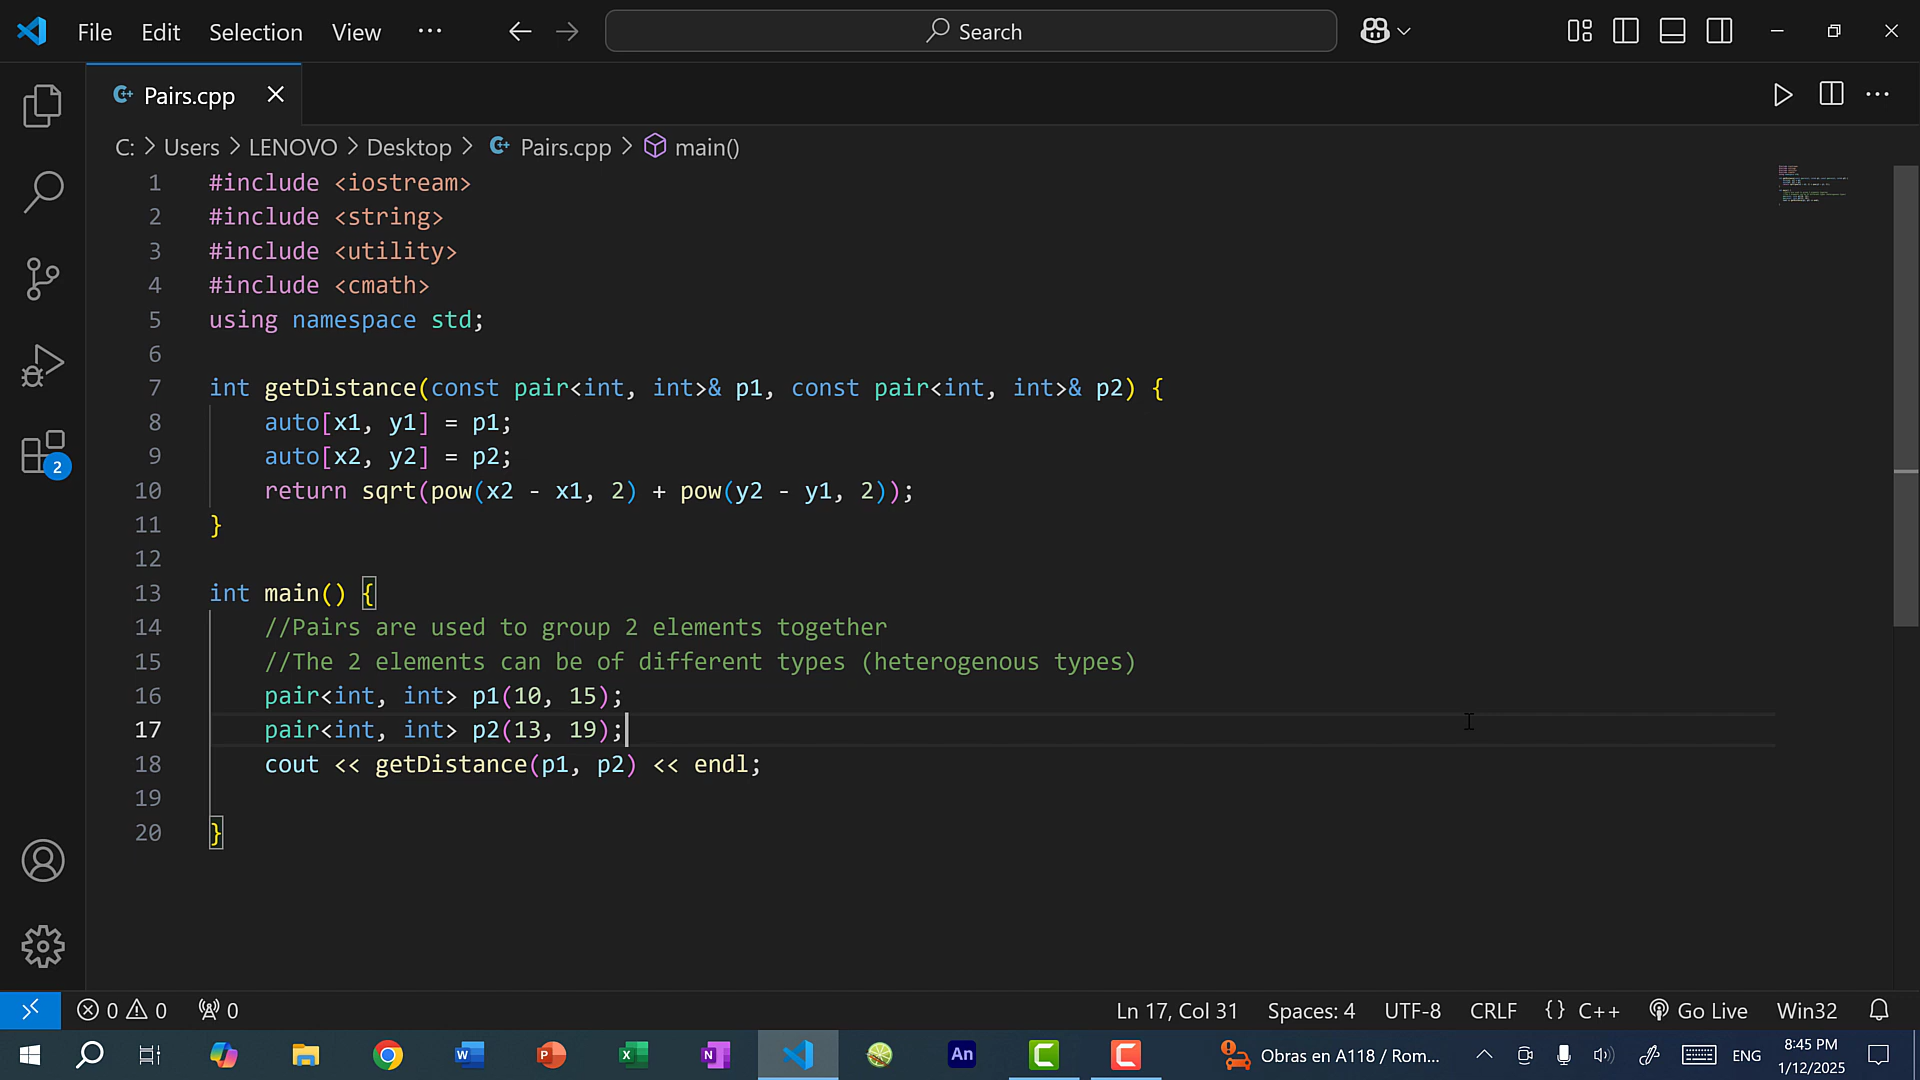 File Edit Selection View ··· Search
Pairs.cpp
C: > Users > LENOVO > Desktop > Pairs.cpp > main()
1 #include <iostream>
2 #include <string>
3 #include <utility>
4 #include <cmath>
5 using namespace std;
6
7 int getDistance(const pair<int, int>& p1, const pair<int, int>& p2) {
8 auto[x1, y1] = p1;
9 auto[x2, y2] = p2;
10 return sqrt(pow(x2 - x1, 2) + pow(y2 - y1, 2));
11 }
12
13 int main() {
14 //Pairs are used to group 2 elements together
15 //The 2 elements can be of different types (heterogenous types)
16 pair<int, int> p1(10, 15);
17 pair<int, int> p2(13, 19);
18 cout << getDistance(p1, p2) << endl;
19
20 }
2
0 0 0 Ln 17, Col 31 Spaces: 4 UTF-8 CRLF {} C++ Go Live Win32
W P X N An Obras en A118 / Rom... ENG 8:45 PM
1/12/2025